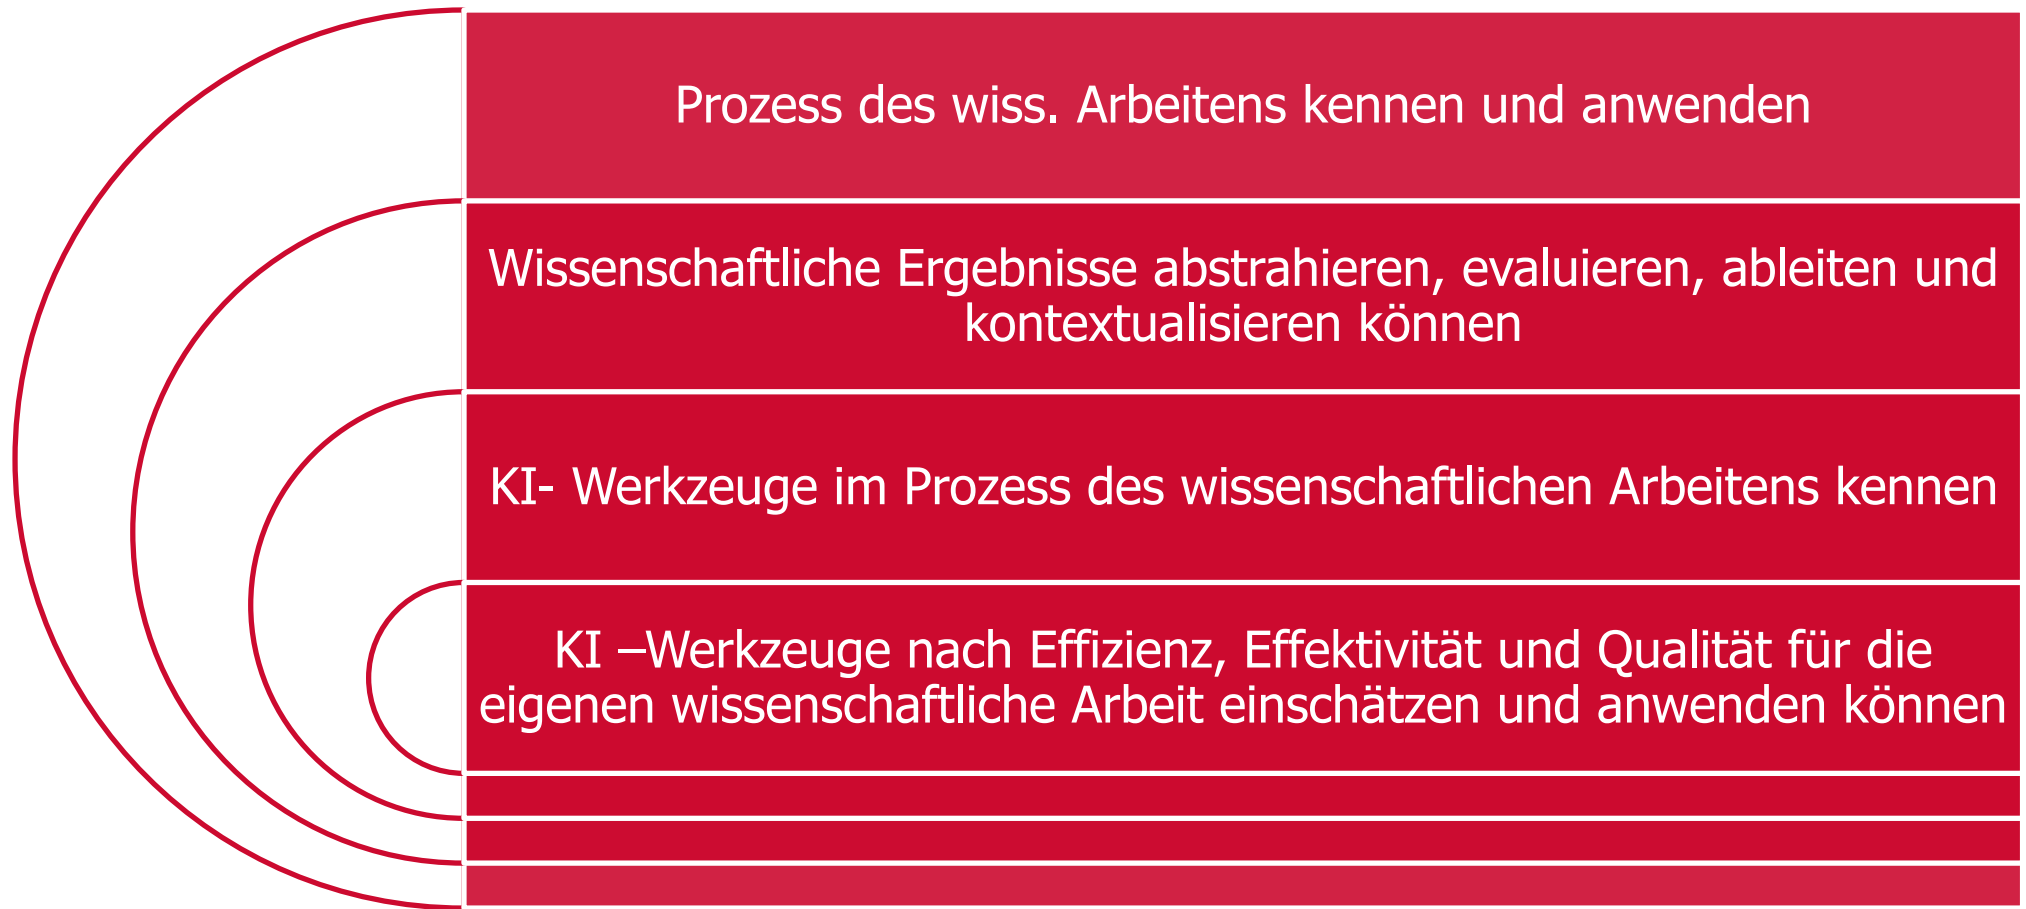 Prozess des wiss. Arbeitens kennen und anwenden
Wissenschaftliche Ergebnisse abstrahieren, evaluieren, ableiten und
kontextualisieren können
KI- Werkzeuge im Prozess des wissenschaftlichen Arbeitens kennen
KI –Werkzeuge nach Effizienz, Effektivität und Qualität für die
eigenen wissenschaftliche Arbeit einschätzen und anwenden können